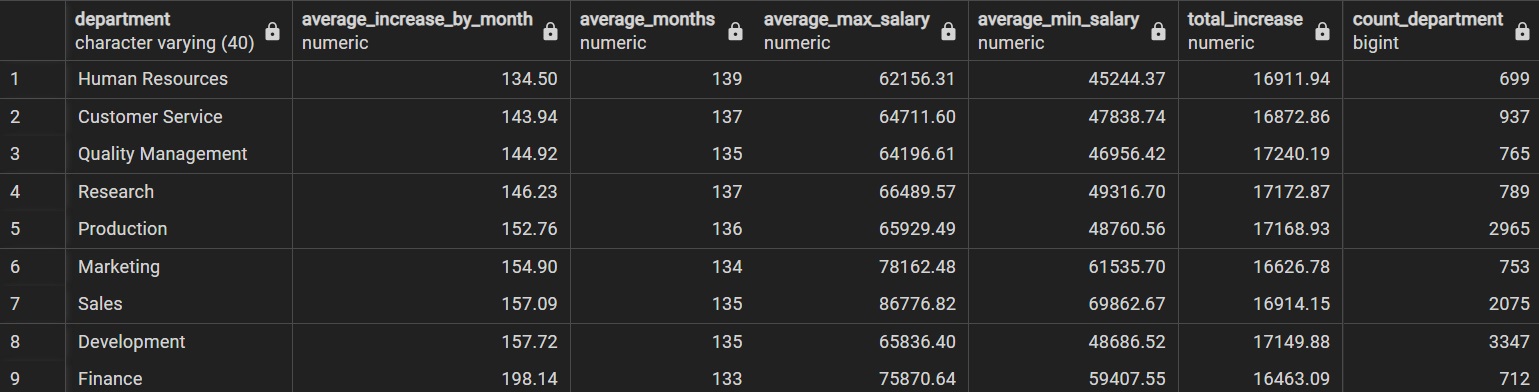 department average_increase_by_month average_months average_max_salary average_min_salary total_increase count_department
character varying (40) numeric numeric numeric numeric numeric bigint
1 Human Resources 134.50 139 62156.31 45244.37 16911.94 699
2 Customer Service 143.94 137 64711.60 47838.74 16872.86 937
3 Quality Management 144.92 135 64196.61 46956.42 17240.19 765
4 Research 146.23 137 66489.57 49316.70 17172.87 789
5 Production 152.76 136 65929.49 48760.56 17168.93 2965
6 Marketing 154.90 134 78162.48 61535.70 16626.78 753
7 Sales 157.09 135 86776.82 69862.67 16914.15 2075
8 Development 157.72 135 65836.40 48686.52 17149.88 3347
9 Finance 198.14 133 75870.64 59407.55 16463.09 712